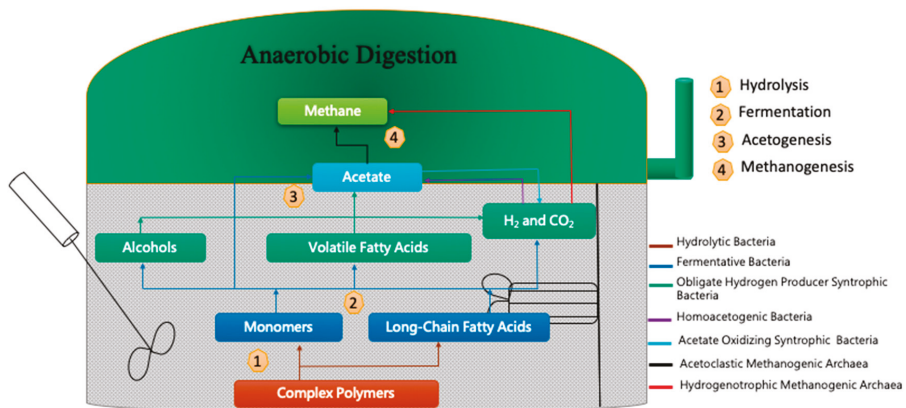 Anaerobic Digestion
Methane
4
Acetate
3
H₂ and CO₂
Alcohols
Volatile Fatty Acids
2
Monomers
Long-Chain Fatty Acids
1
Complex Polymers
1 Hydrolysis
2 Fermentation
3 Acetogenesis
4 Methanogenesis
Hydrolytic Bacteria
Fermentative Bacteria
Obligate Hydrogen Producer Syntrophic
Bacteria
Homoacetogenic Bacteria
Acetate Oxidizing Syntrophic Bacteria
Acetoclastic Methanogenic Archaea
Hydrogenotrophic Methanogenic Archaea